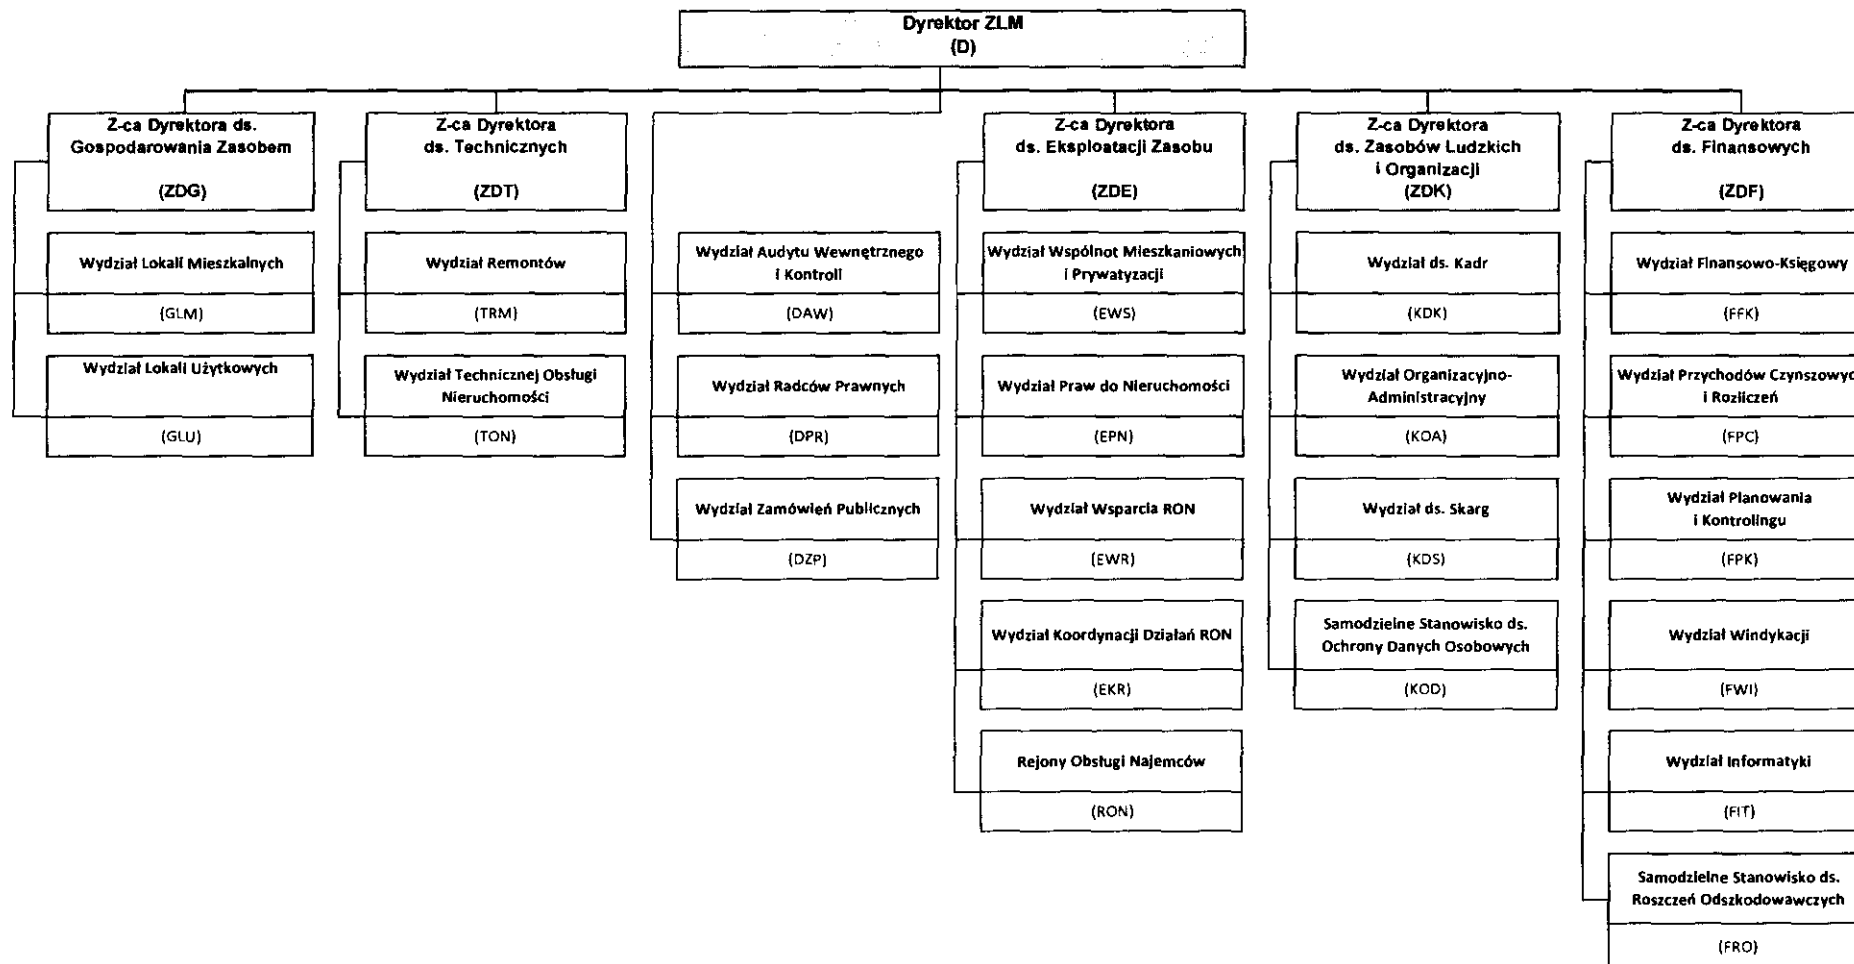 Dyrektor ZLM
(D)
Z-ca Dyrektora ds.
Gospodarowania Zasobem
(ZDG)
Wydział Lokali Mieszkalnych
(GLM)
Wydział Lokali Użytkowych
(GLU)
Z-ca Dyrektora
ds. Technicznych
(ZDT)
Wydział Remontów
(TRM)
Wydział Technicznej Obsługi
Nieruchomości
(TON)
Wydział Audytu Wewnętrznego
i Kontroli
(DAW)
Wydział Radców Prawnych
(DPR)
Wydział Zamówień Publicznych
(DZP)
Z-ca Dyrektora
ds. Eksploatacji Zasobu
(ZDE)
Wydział Wspólnot Mieszkaniowych
i Prywatyzacji
(EWS)
Wydział Praw do Nieruchomości
(EPN)
Wydział Wsparcia RON
(EWR)
Wydział Koordynacji Działań RON
(EKR)
Rejony Obsługi Najemców
(RON)
Z-ca Dyrektora
ds. Zasobów Ludzkich
i Organizacji
(ZDK)
Wydział ds. Kadr
(KDK)
Wydział Organizacyjno-
Administracyjny
(KOA)
Wydział ds. Skarg
(KDS)
Samodzielne Stanowisko ds.
Ochrony Danych Osobowych
(KOD)
Z-ca Dyrektora
ds. Finansowych
(ZDF)
Wydział Finansowo-Księgowy
(FFK)
Wydział Przychodów Czynszowyc
i Rozliczeń
(FPC)
Wydział Planowania
i Kontrolingu
(FPK)
Wydział Windykacji
(FWI)
Wydział Informatyki
(FIT)
Samodzielne Stanowisko ds.
Roszczeń Odszkodowawczych
(FRO)